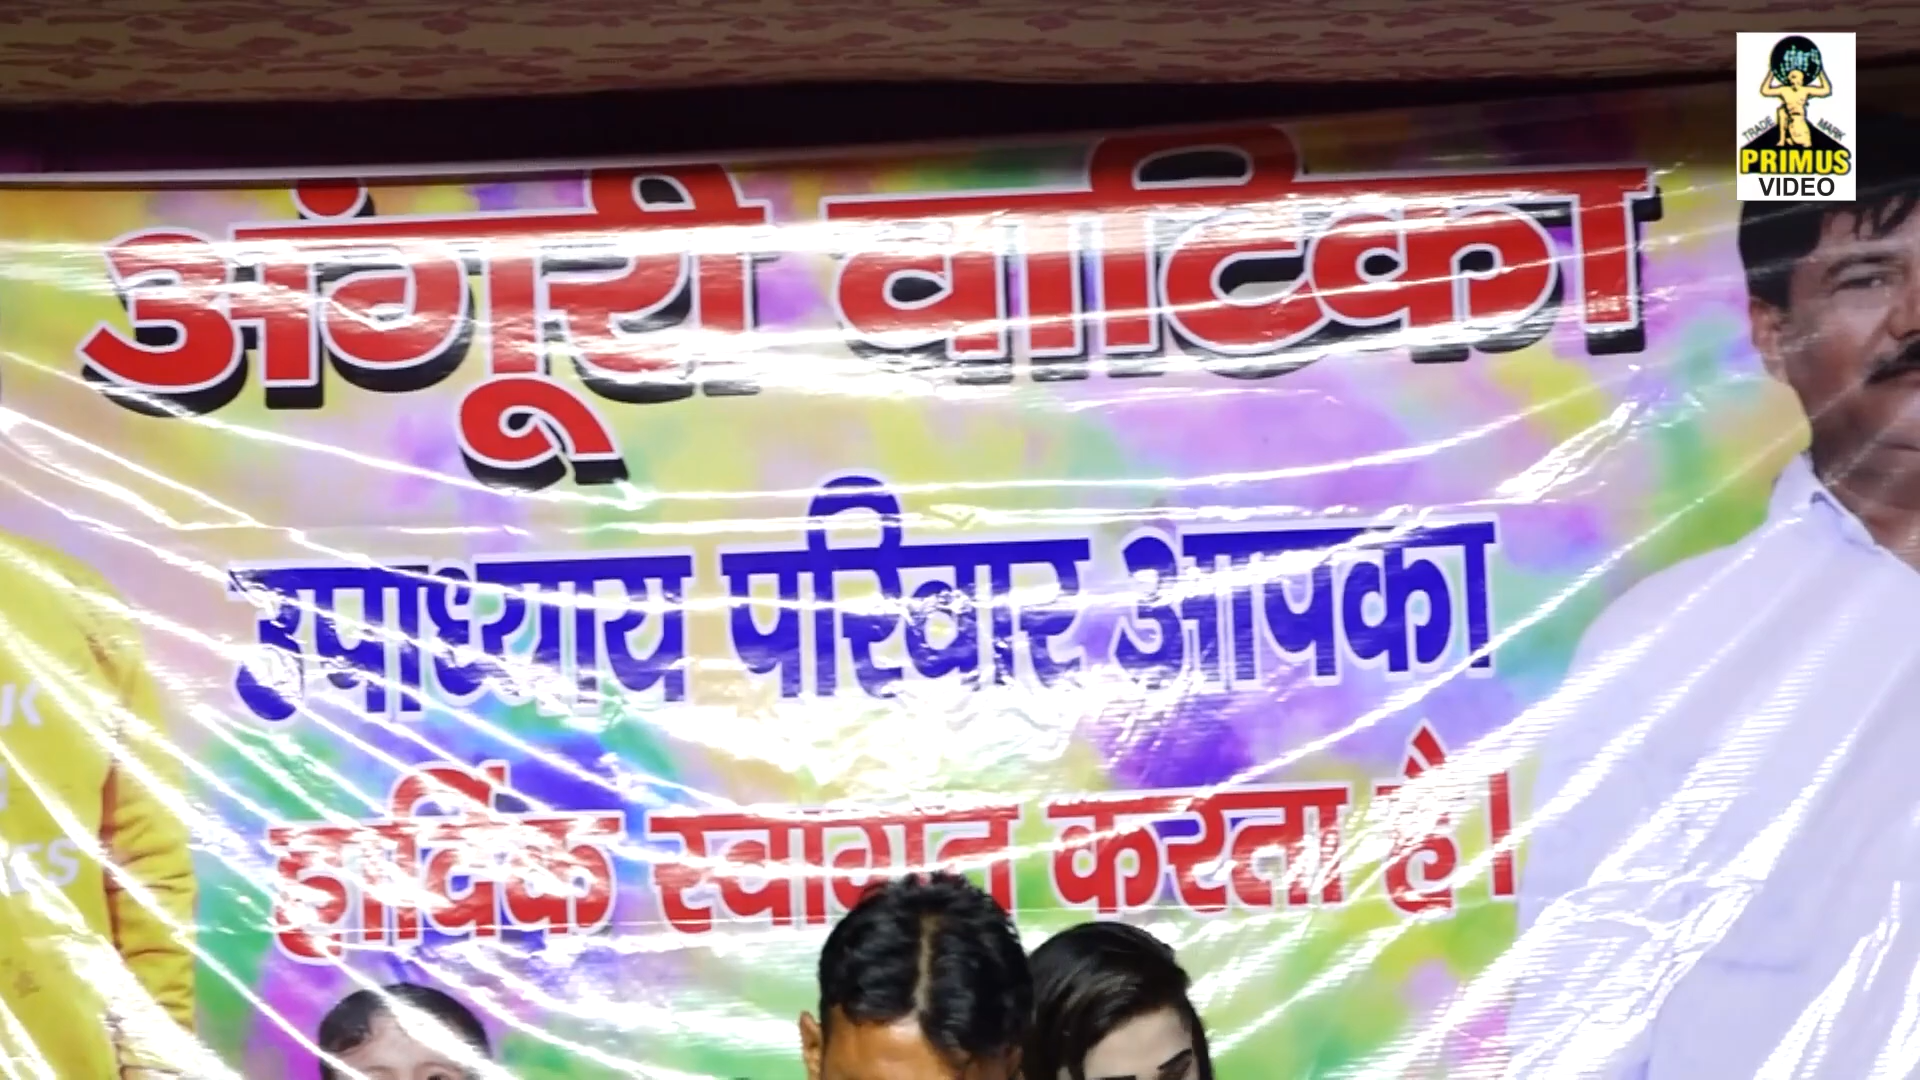 अंगूरी वाटिका
उपाध्याय परिवार आपका
हार्दिक स्वागत करता है।
TRADE MARK
PRIMUS
VIDEO